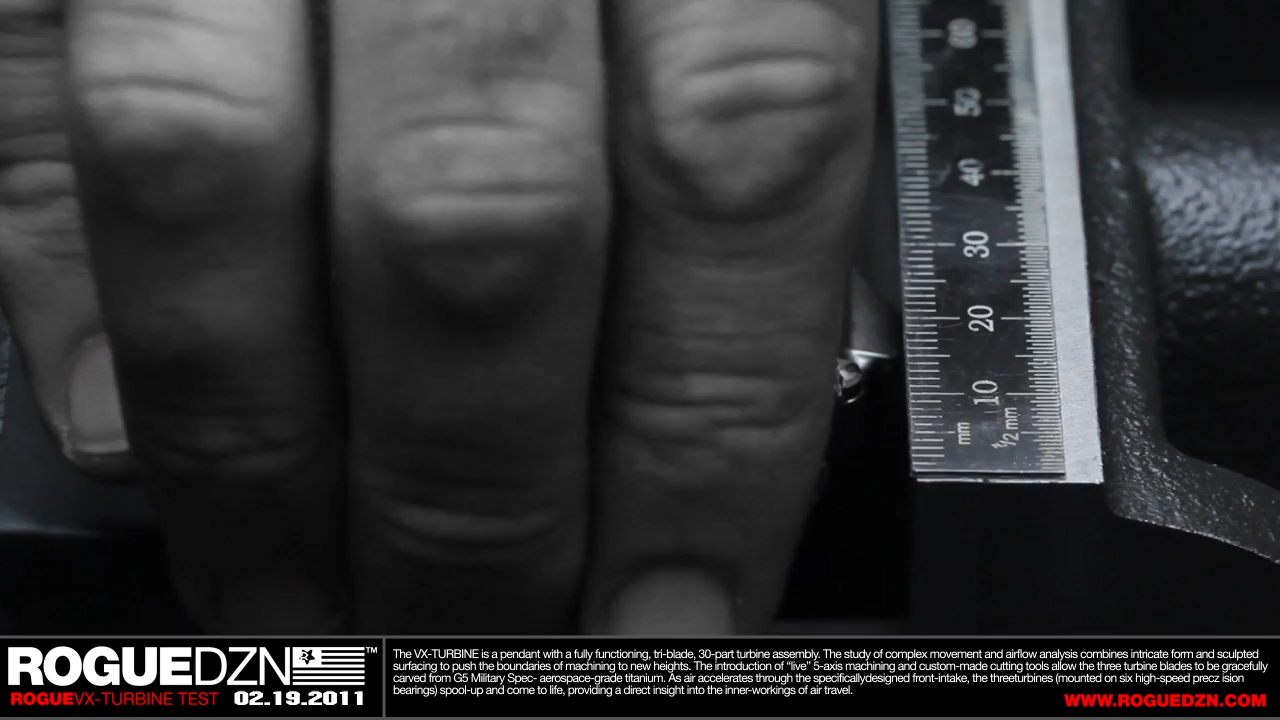 60
50
40
30
20
10
mm
1/2 mm
ROGUEDZN™
ROGUEVX-TURBINE TEST 02.19.2011
The VX-TURBINE is a pendant with a fully functioning, tri-blade, 30-part turbine assembly. The study of complex movement and airflow analysis combines intricate form and sculpted
surfacing to push the boundaries of machining to new heights. The introduction of “live” 5-axis machining and custom-made cutting tools allow the three turbine blades to be gracefully
carved from G5 Military Spec- aerospace-grade titanium. As air accelerates through the specificallydesigned front-intake, the threeturbines (mounted on six high-speed precz ision
bearings) spool-up and come to life, providing a direct insight into the inner-workings of air travel.
WWW.ROGUEDZN.COM